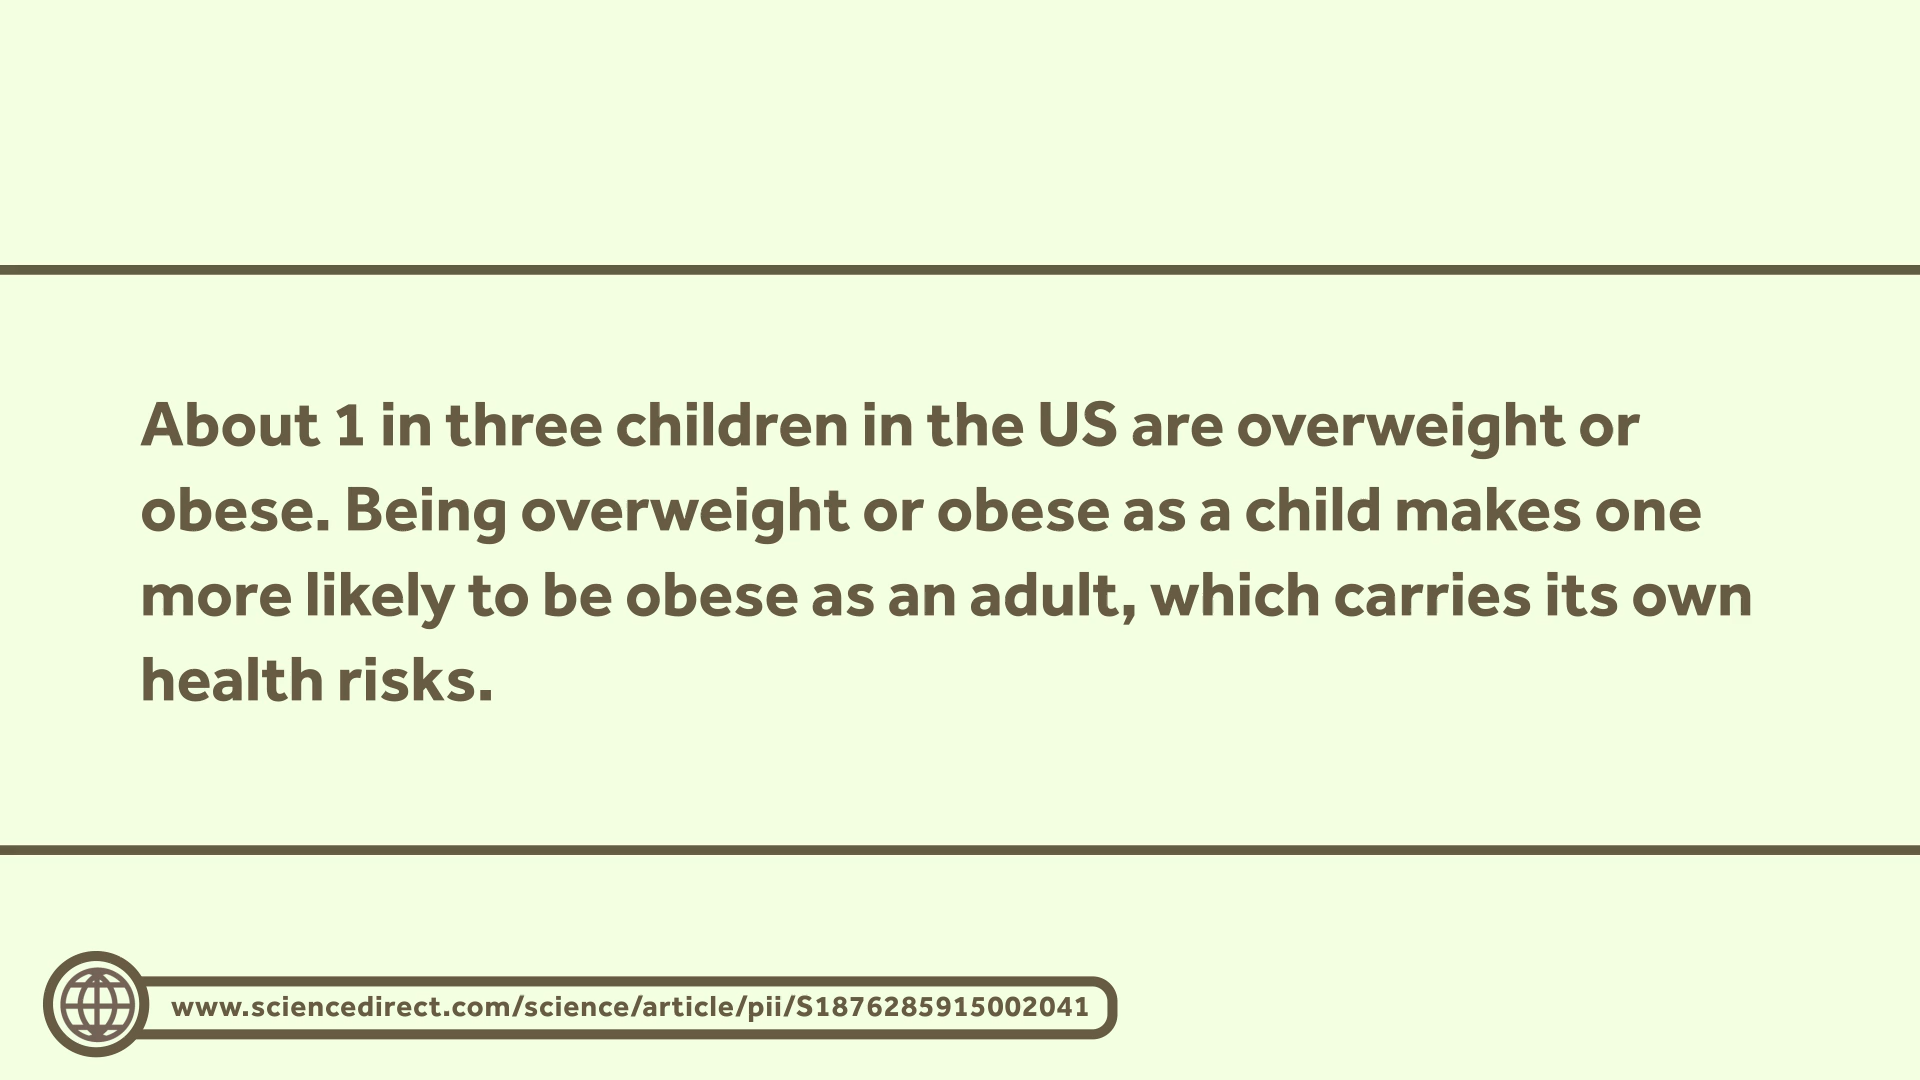 About 1 in three children in the US are overweight or
obese. Being overweight or obese as a child makes one
more likely to be obese as an adult, which carries its own
health risks.
www.sciencedirect.com/science/article/pii/S1876285915002041